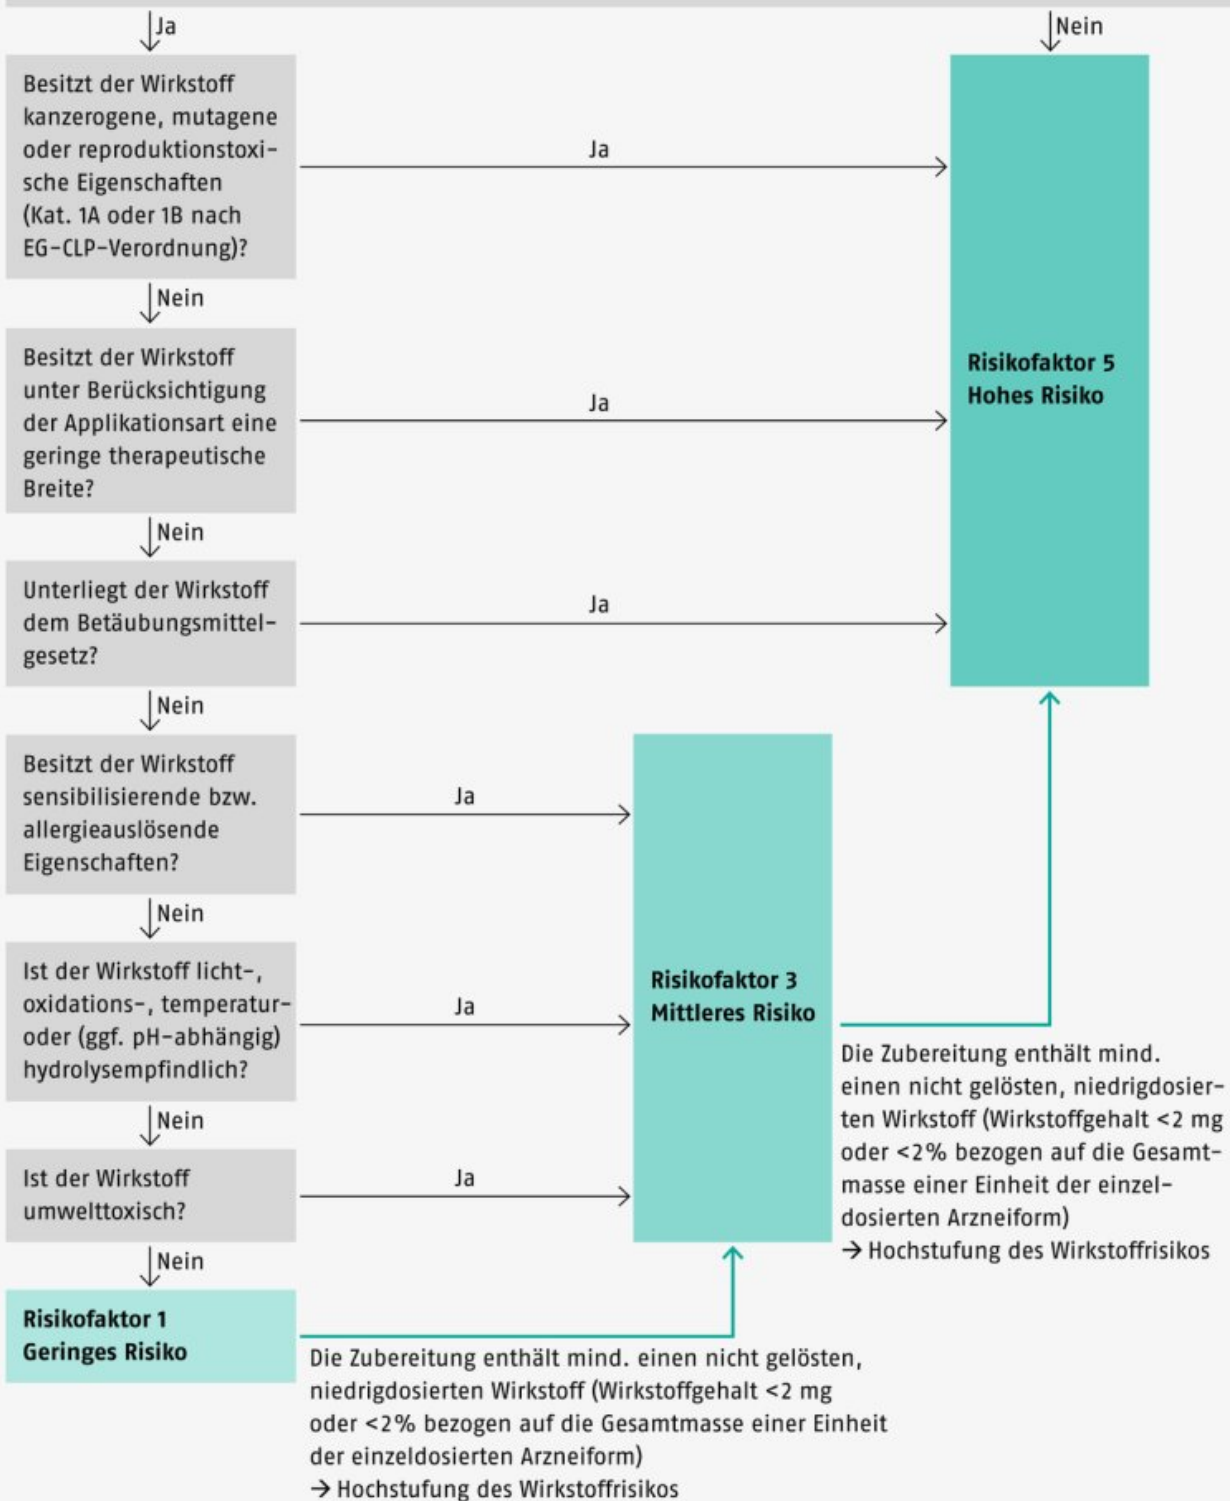 Ja
Nein
Besitzt der Wirkstoff
kanzerogene, mutagene
oder reproduktionstoxi-
sche Eigenschaften
(Kat. 1A oder 1B nach
EG-CLP-Verordnung)?
Ja
Nein
Besitzt der Wirkstoff
unter Berücksichtigung
der Applikationsart eine
geringe therapeutische
Breite?
Ja
Risikofaktor 5
Hohes Risiko
Nein
Unterliegt der Wirkstoff
dem Betäubungsmittel-
gesetz?
Ja
Nein
Besitzt der Wirkstoff
sensibilisierende bzw.
allergieauslösende
Eigenschaften?
Ja
Nein
Ist der Wirkstoff licht-,
oxidations-, temperatur-
oder (ggf. pH-abhängig)
hydrolysempfindlich?
Ja
Risikofaktor 3
Mittleres Risiko
Die Zubereitung enthält mind.
einen nicht gelösten, niedrigdosier-
ten Wirkstoff (Wirkstoffgehalt <2 mg
oder <2% bezogen auf die Gesamt-
masse einer Einheit der einzel-
dosierten Arzneiform)
→ Hochstufung des Wirkstoffrisikos
Nein
Ist der Wirkstoff
umwelttoxisch?
Ja
Nein
Risikofaktor 1
Geringes Risiko
Die Zubereitung enthält mind. einen nicht gelösten,
niedrigdosierten Wirkstoff (Wirkstoffgehalt <2 mg
oder <2% bezogen auf die Gesamtmasse einer Einheit
der einzeldosierten Arzneiform)
→ Hochstufung des Wirkstoffrisikos